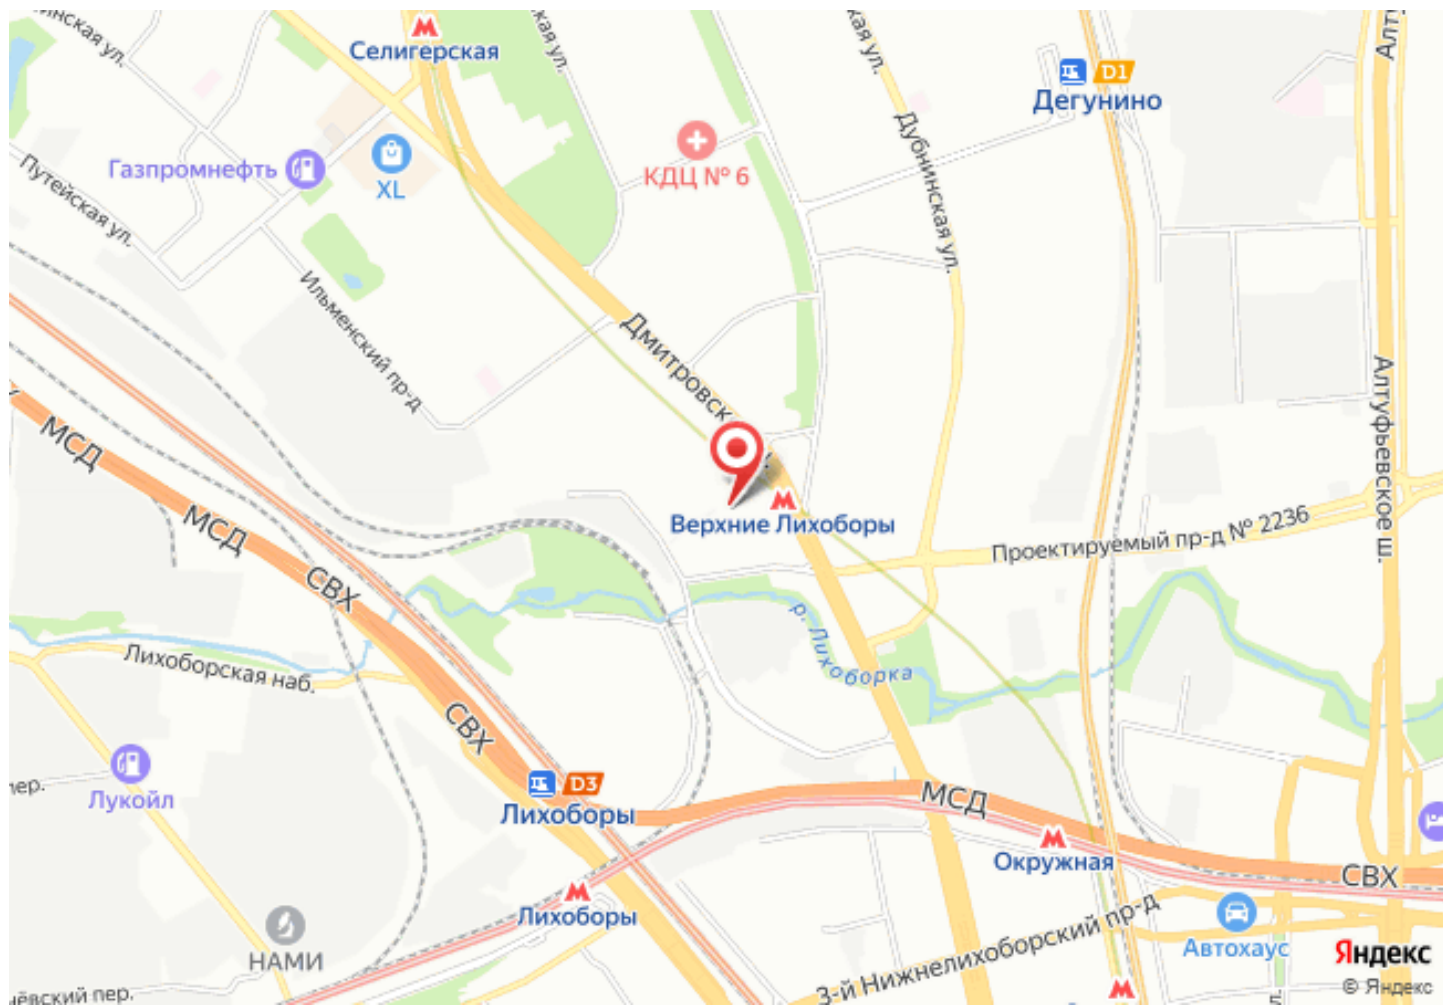 Селигерская
D1
Дегунино
Дубнинская ул.
КДЦ № 6
Газпромнефть
XL
Путейская ул.
Ильменский пр-д
Дмитровск
Алтуфьевское ш.
МСД
МСД
Верхние Лихоборы
Проектируемый пр-д № 2236
СВХ
р. Лихоборка
Лихоборская наб.
СВХ
Лукойл
D3
Лихоборы
МСД
Окружная
СВХ
Лихоборы
3-й Нижнелихоборский пр-д
Автохаус
НАМИ
Яндекс
© Яндекс